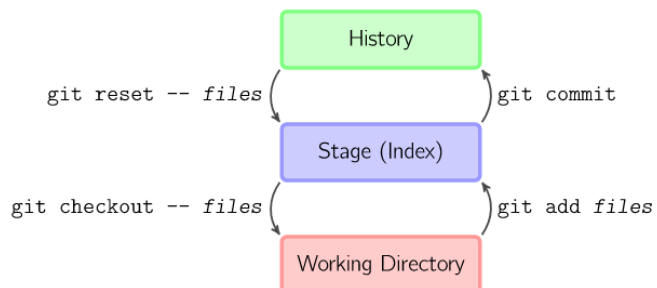 History
git reset -- files
git commit
Stage (Index)
git checkout -- files
git add files
Working Directory